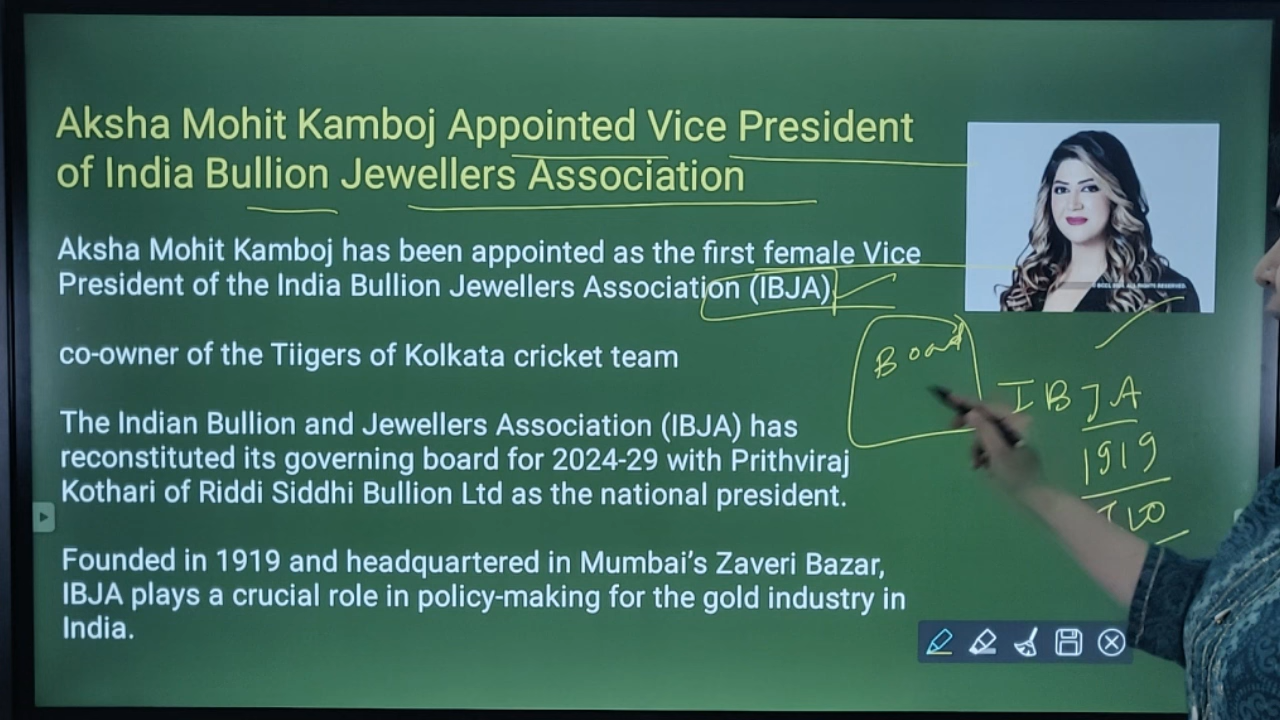 Aksha Mohit Kamboj Appointed Vice President
of India Bullion Jewellers Association
Aksha Mohit Kamboj has been appointed as the first female Vice
President of the India Bullion Jewellers Association (IBJA)
co-owner of the Tiigers of Kolkata cricket team
The Indian Bullion and Jewellers Association (IBJA) has
reconstituted its governing board for 2024-29 with Prithviraj
Kothari of Riddi Siddhi Bullion Ltd as the national president.
Founded in 1919 and headquartered in Mumbai's Zaveri Bazar,
IBJA plays a crucial role in policy-making for the gold industry in
India.
Board
IBJA
1919